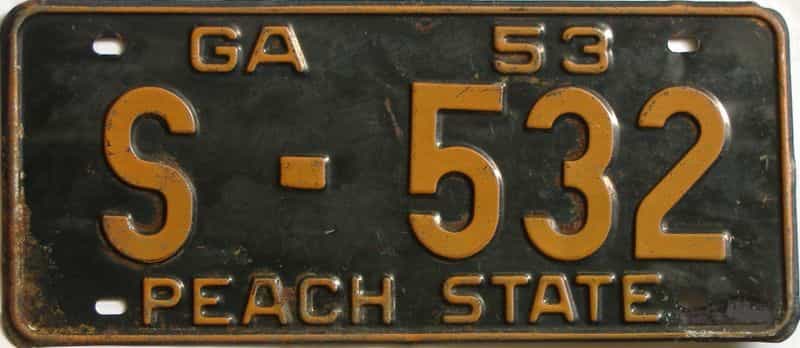 GA 53
S - 532
PEACH STATE